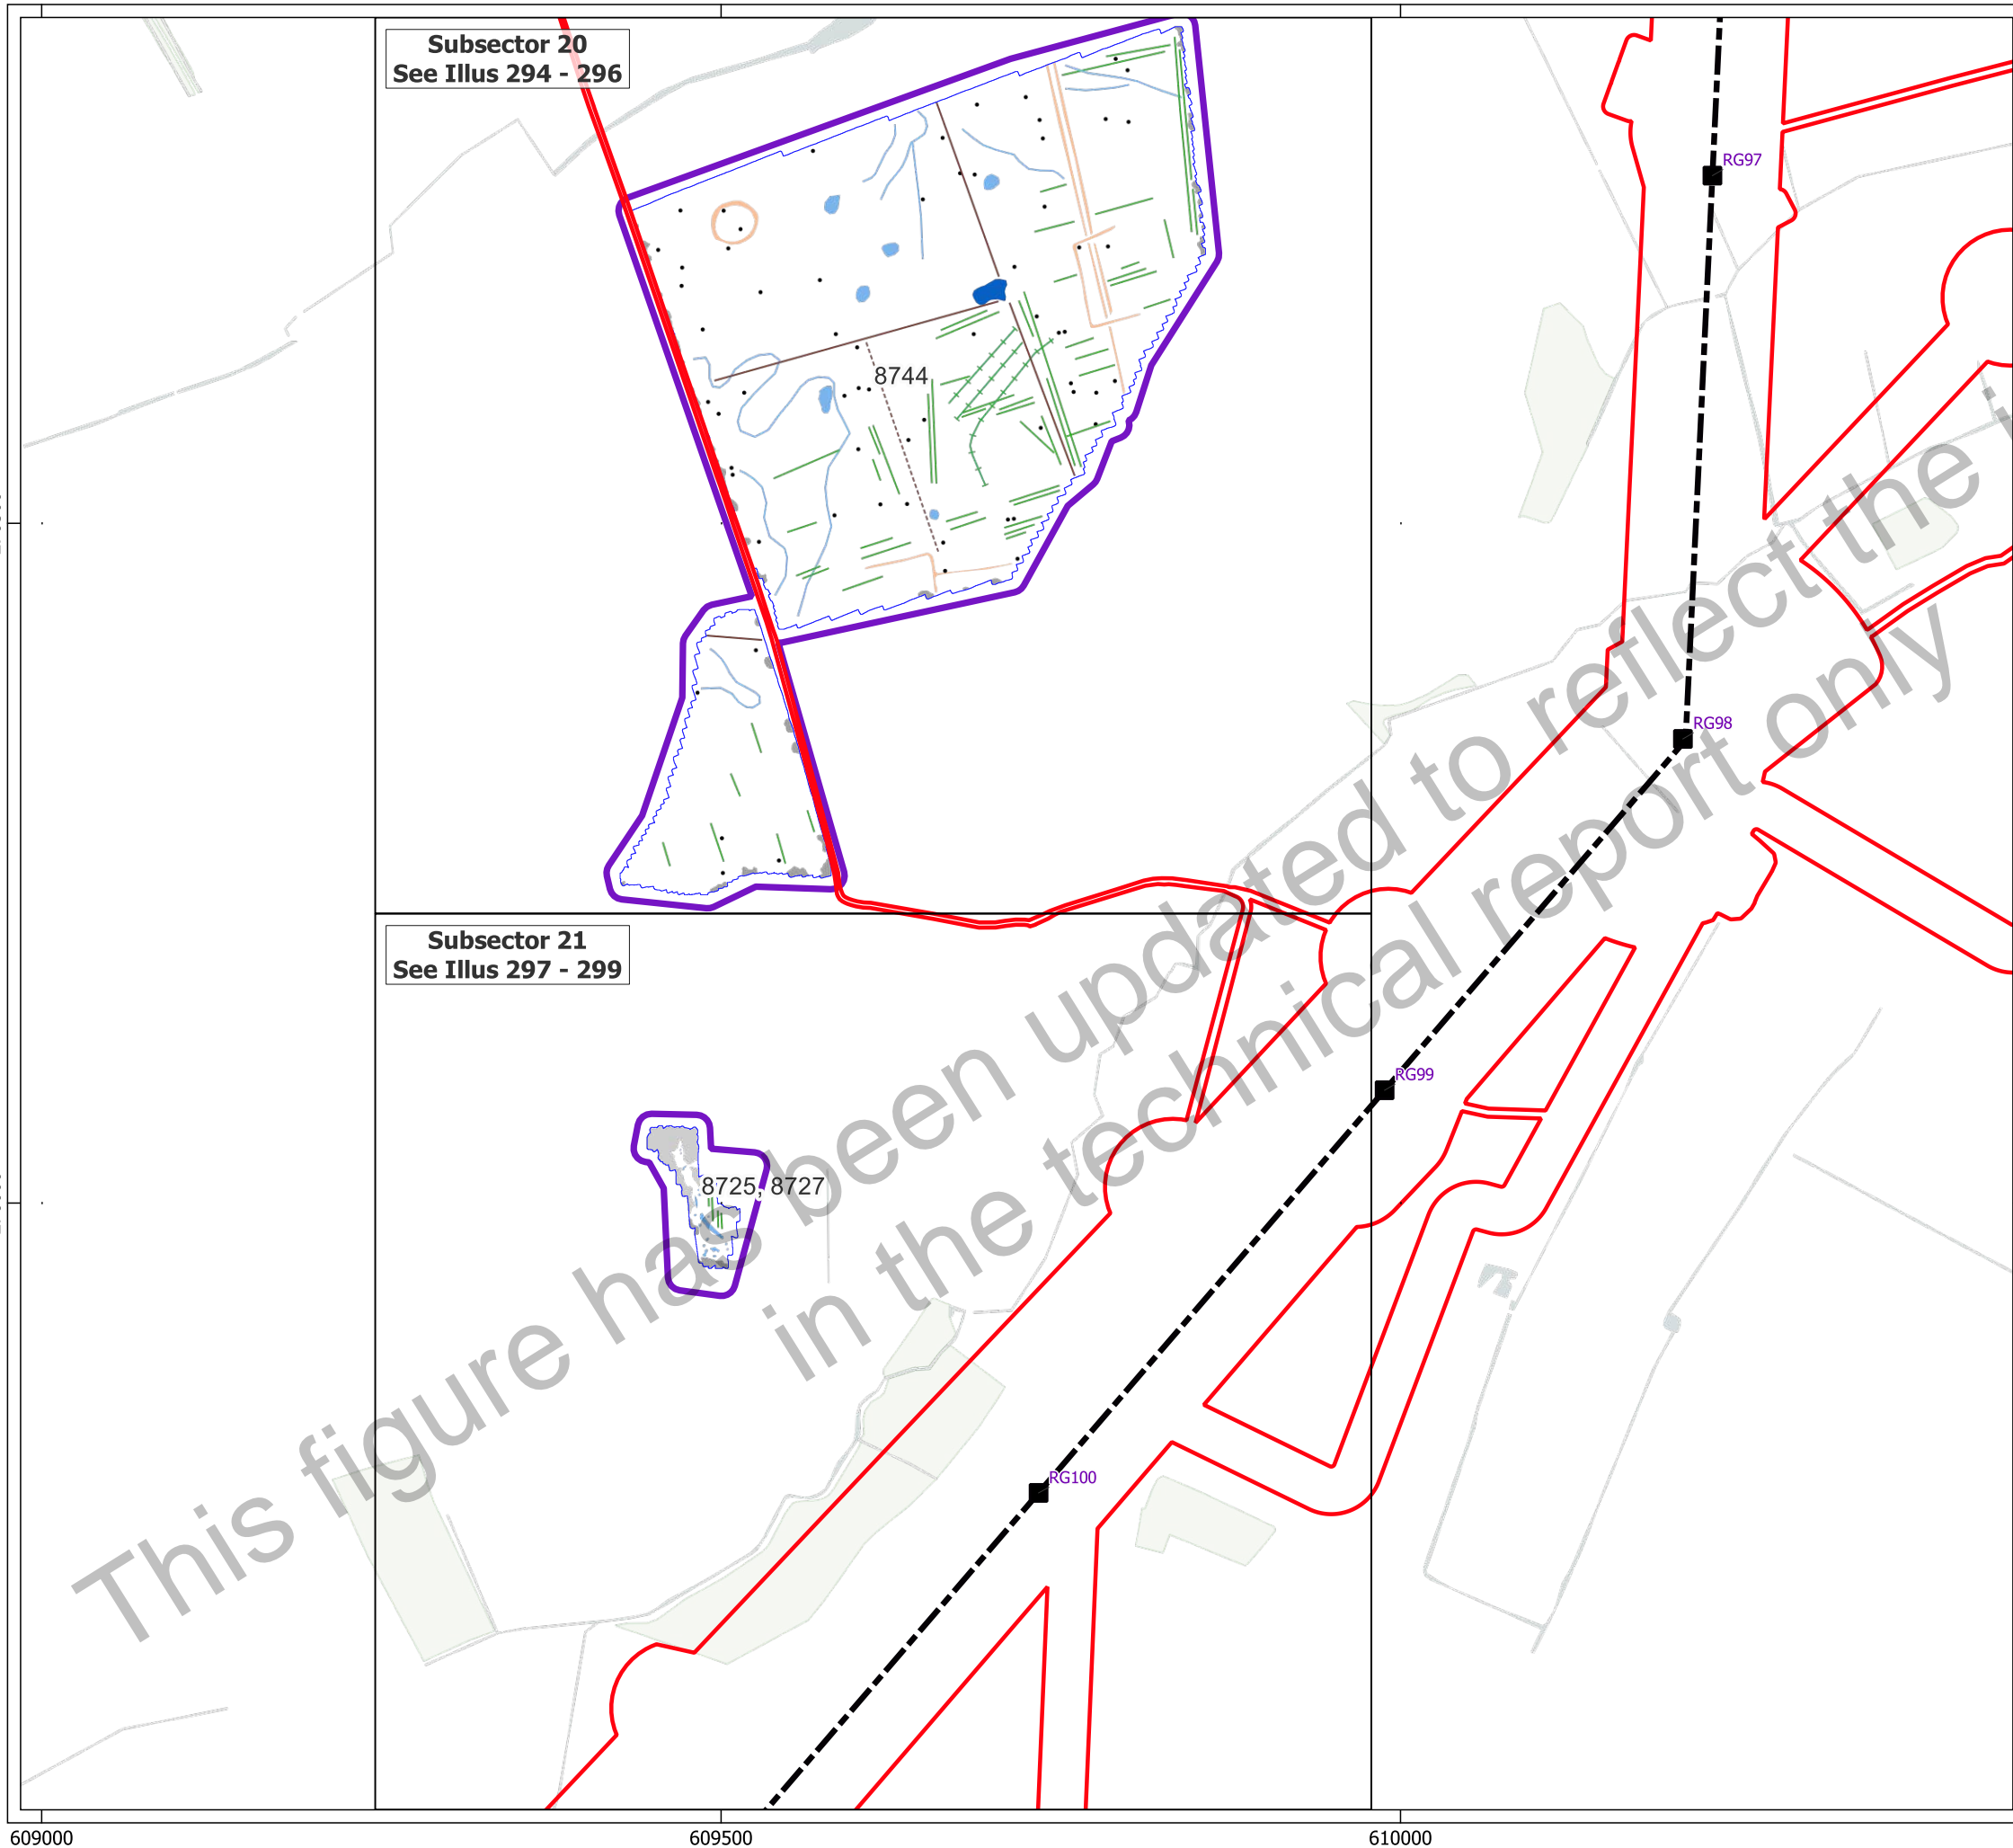 Subsector 20
See Illus 294 - 296
RG97
8744
RG98
Subsector 21
See Illus 297 - 299
RG99
8725, 8727
RG100
This figure has been updated to reflect the
in the technical report only
609000
609500
610000